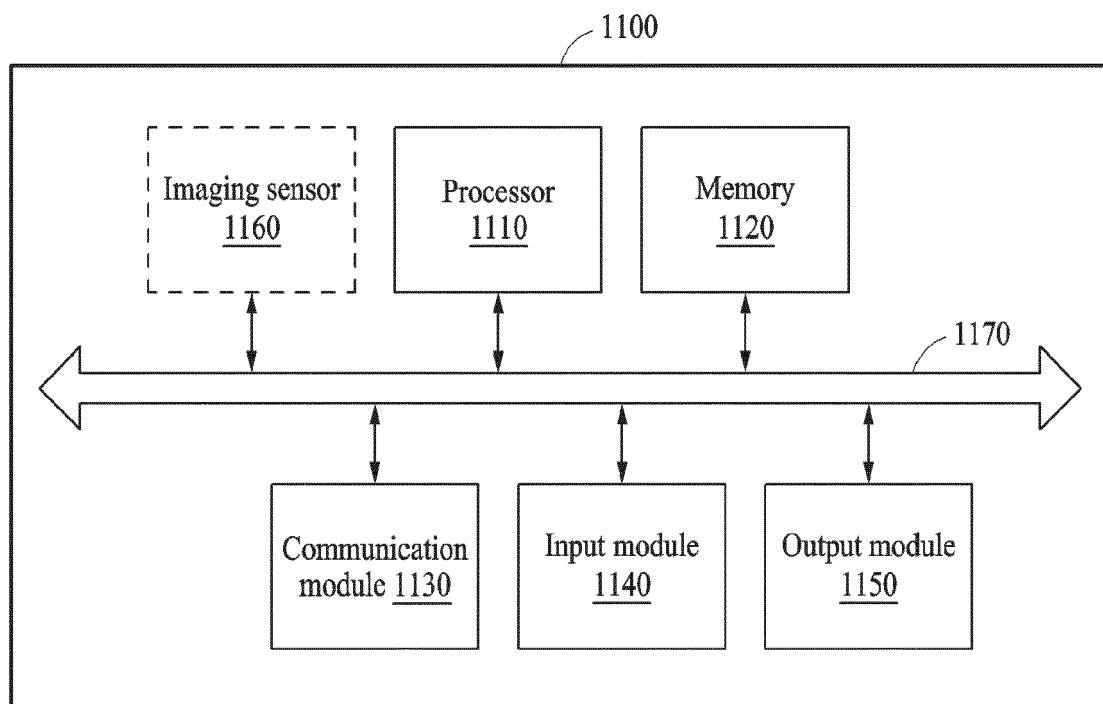 1100
Imaging sensor
1160
Processor
1110
Memory
1120
1170
Communication
module 1130
Input module
1140
Output module
1150